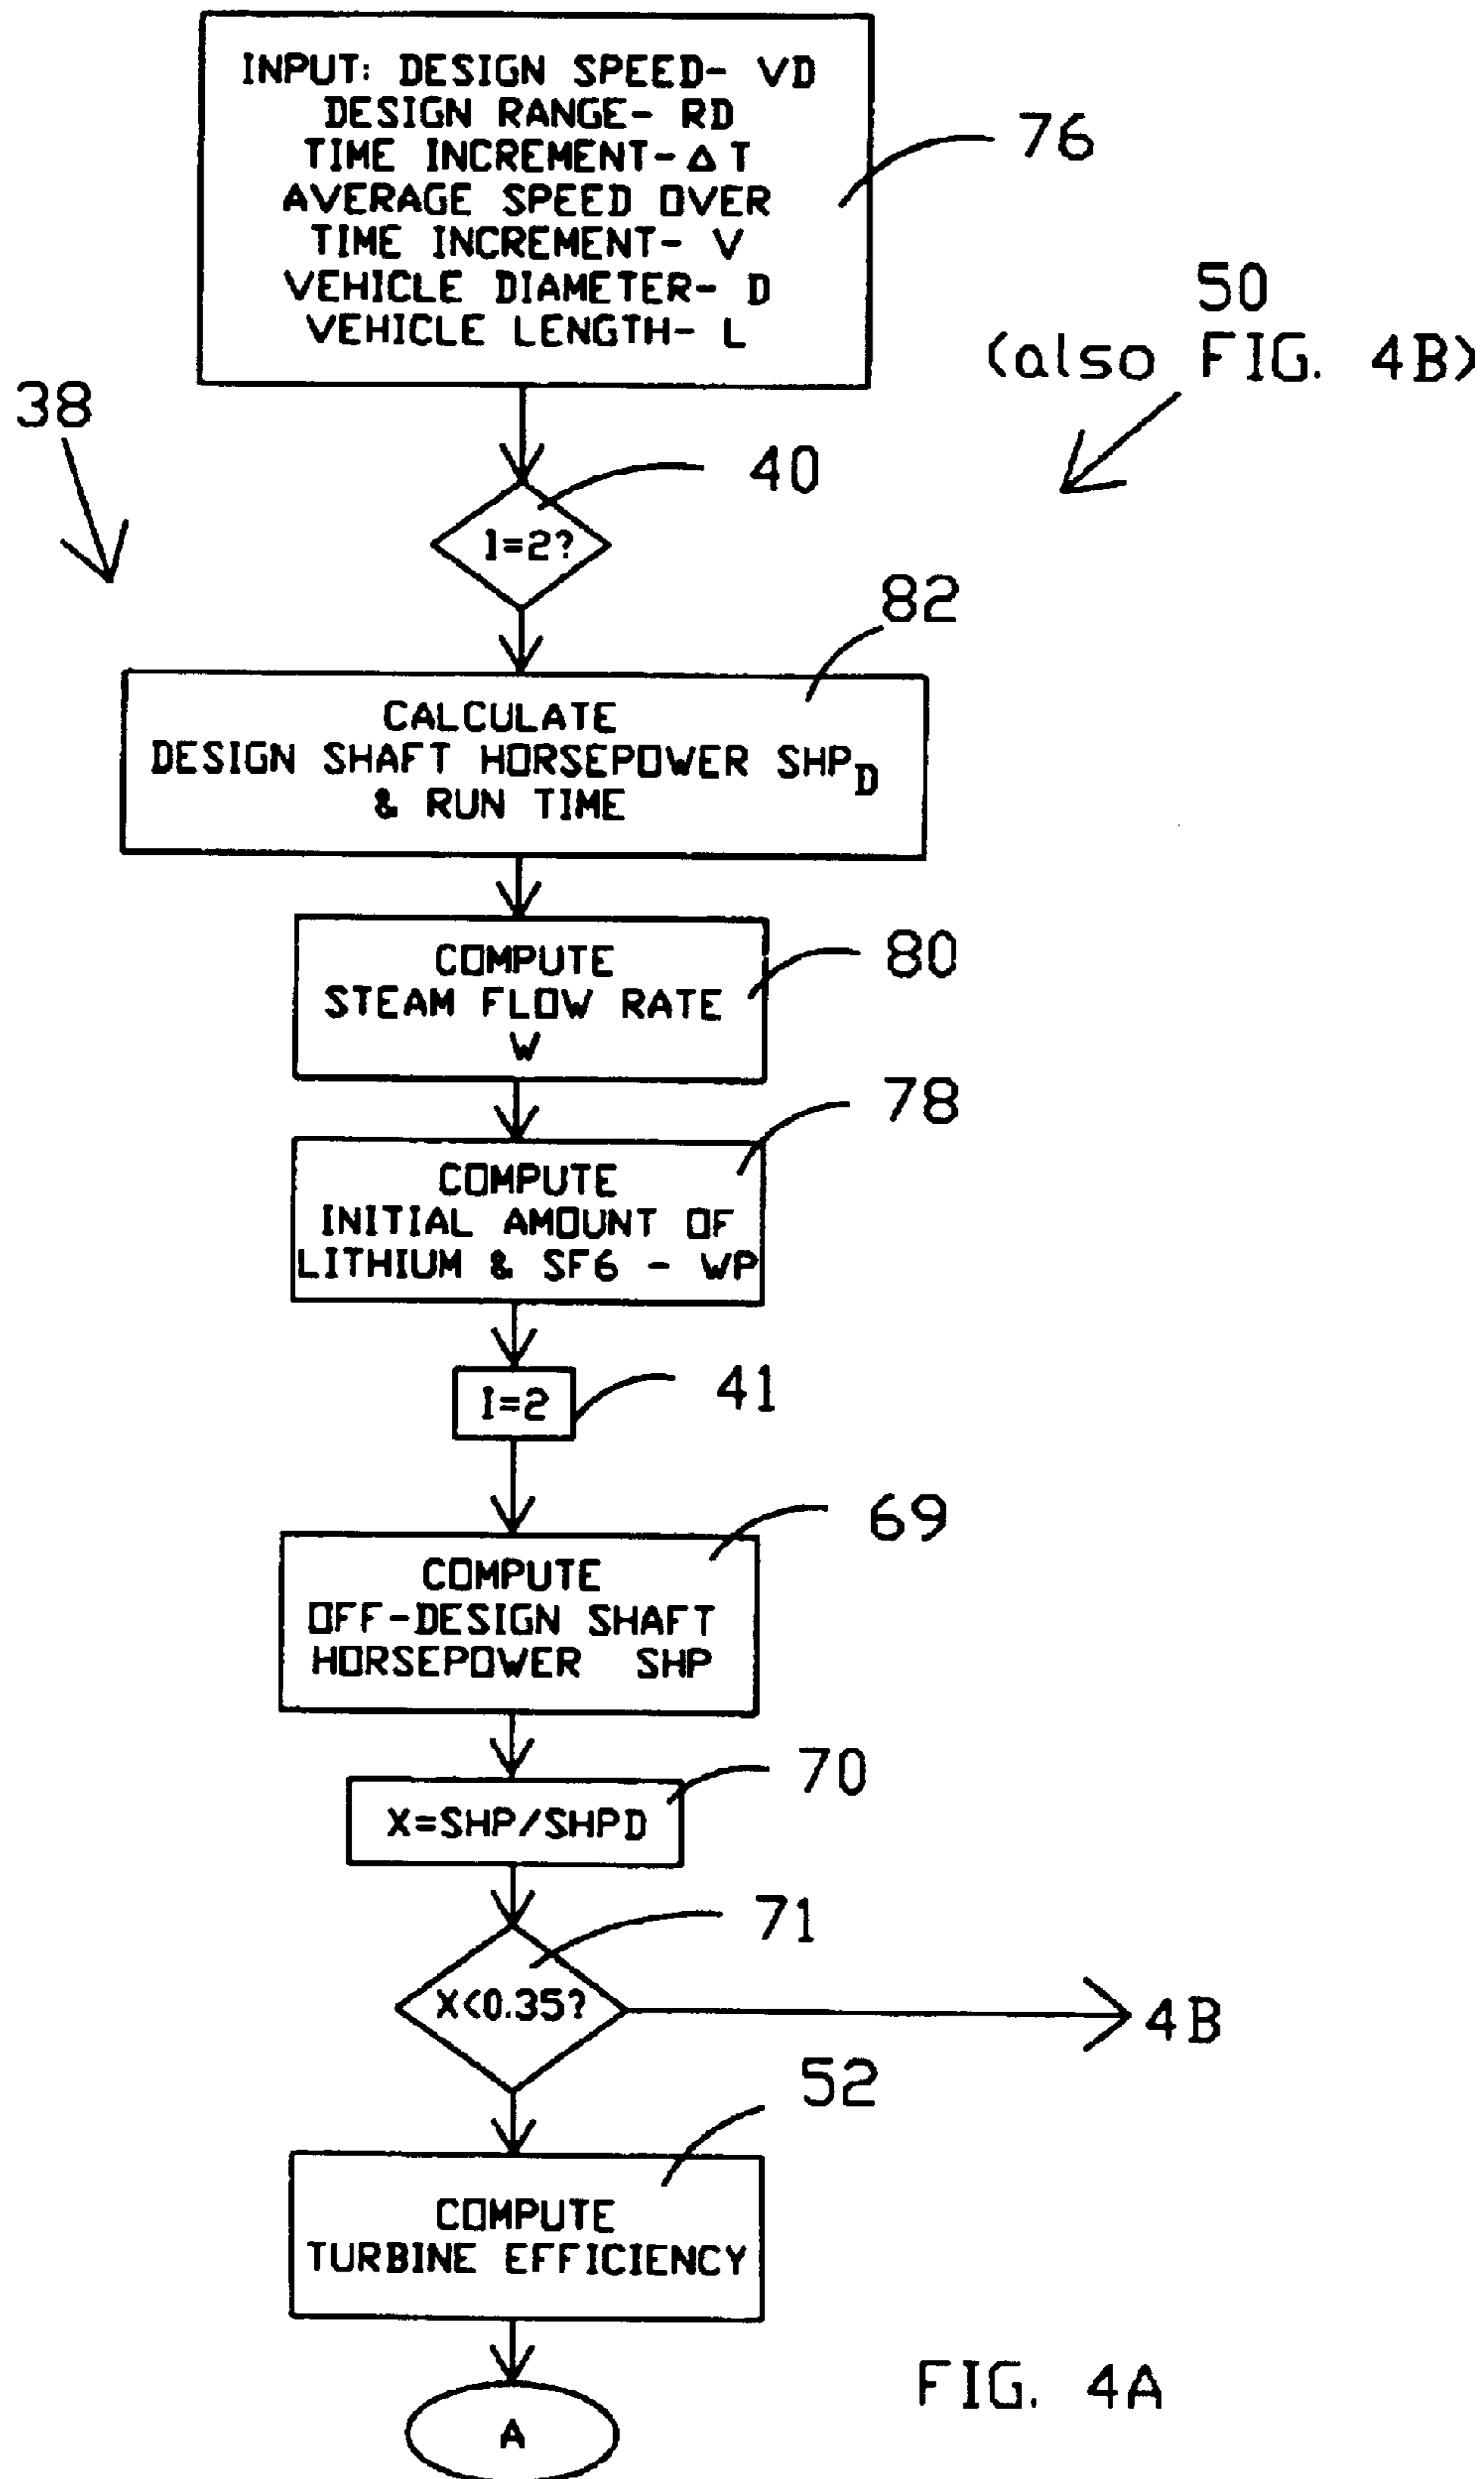 INPUT: DESIGN SPEED- VD
DESIGN RANGE- RD
TIME INCREMENT-Δ T
AVERAGE SPEED OVER
TIME INCREMENT- V
VEHICLE DIAMETER- D
VEHICLE LENGTH- L
76
50
(also FIG. 4B)
38
40
1=2?
82
CALCULATE
DESIGN SHAFT HORSEPOWER SHPD
& RUN TIME
80
COMPUTE
STEAM FLOW RATE
W
78
COMPUTE
INITIAL AMOUNT OF
LITHIUM & SF6 - WP
I=2
41
69
COMPUTE
OFF-DESIGN SHAFT
HORSEPOWER SHP
70
X=SHP/SHPD
71
X<0.35?
4B
52
COMPUTE
TURBINE EFFICIENCY
A
FIG. 4A